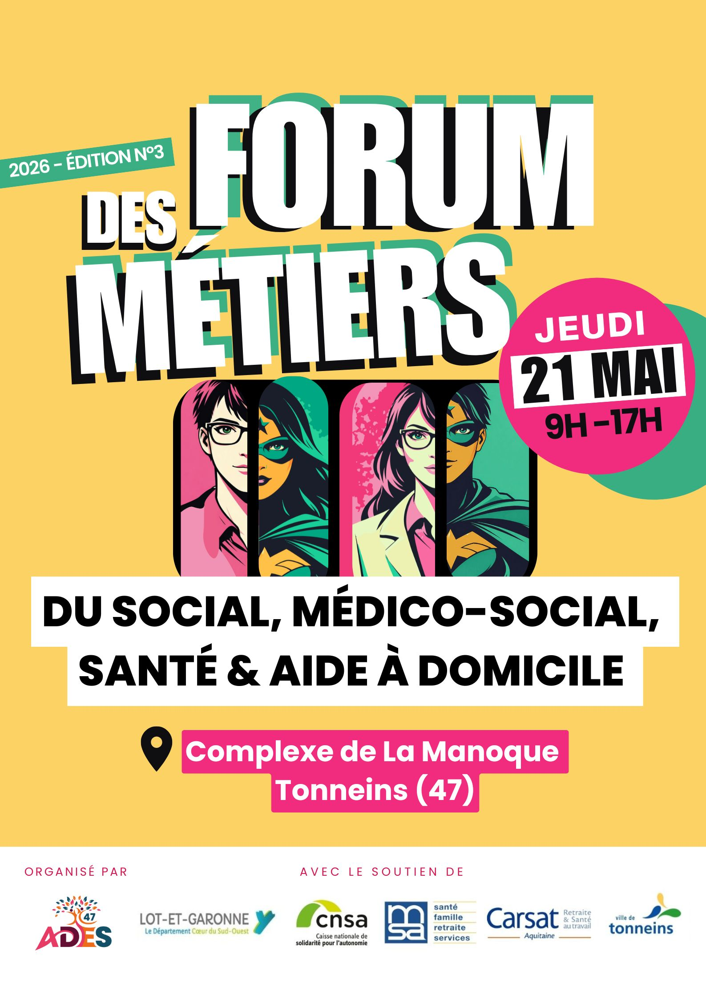 2026 - ÉDITION N°3
FORUM
DES
MÉTIERS
JEUDI
21 MAI
9H -17H
DU SOCIAL, MÉDICO-SOCIAL,
SANTÉ & AIDE À DOMICILE
Complexe de La Manoque
Tonneins (47)
ORGANISÉ PAR
AVEC LE SOUTIEN DE
47
ADES
LOT-ET-GARONNE
Le Département Cœur du Sud-Ouest
cnsa
Caisse nationale de
solidarité pour l'autonomie
msa
santé
famille
retraite
services
Carsat
Aquitaine
Retraite
& Santé
au travail
ville de
tonneins